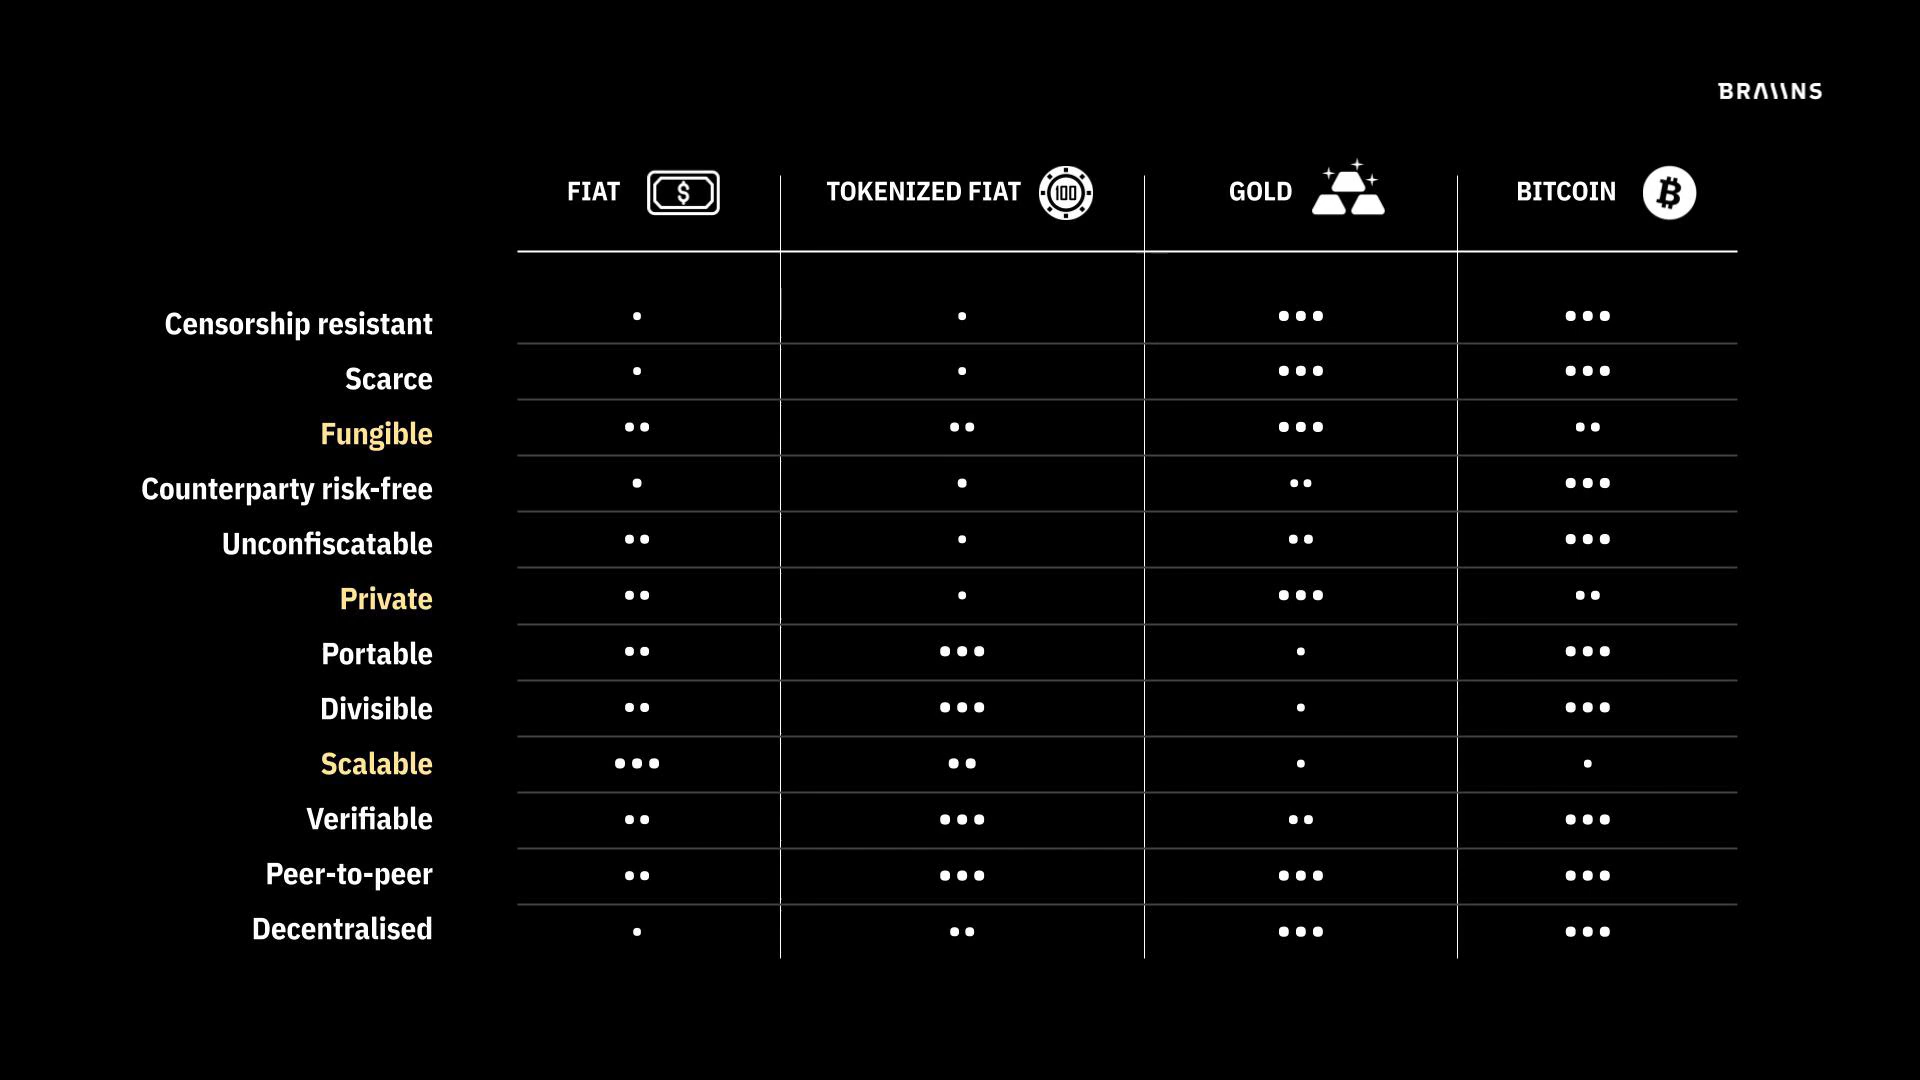 BRAIINS
FIAT $ TOKENIZED FIAT 100 GOLD BITCOIN ₿
Censorship resistant
Scarce
Fungible
Counterparty risk-free
Unconfiscatable
Private
Portable
Divisible
Scalable
Verifiable
Peer-to-peer
Decentralised